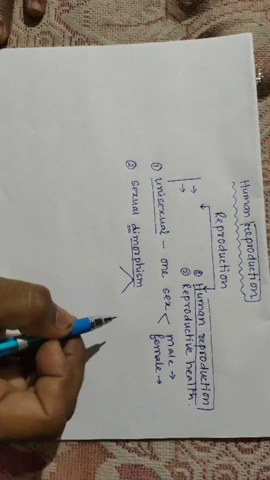 Human Reproduction
Reproduction
① Human reproduction
② Reproductive health.
① Unisexual - one sex < male →
female →
② sexual dimorphism